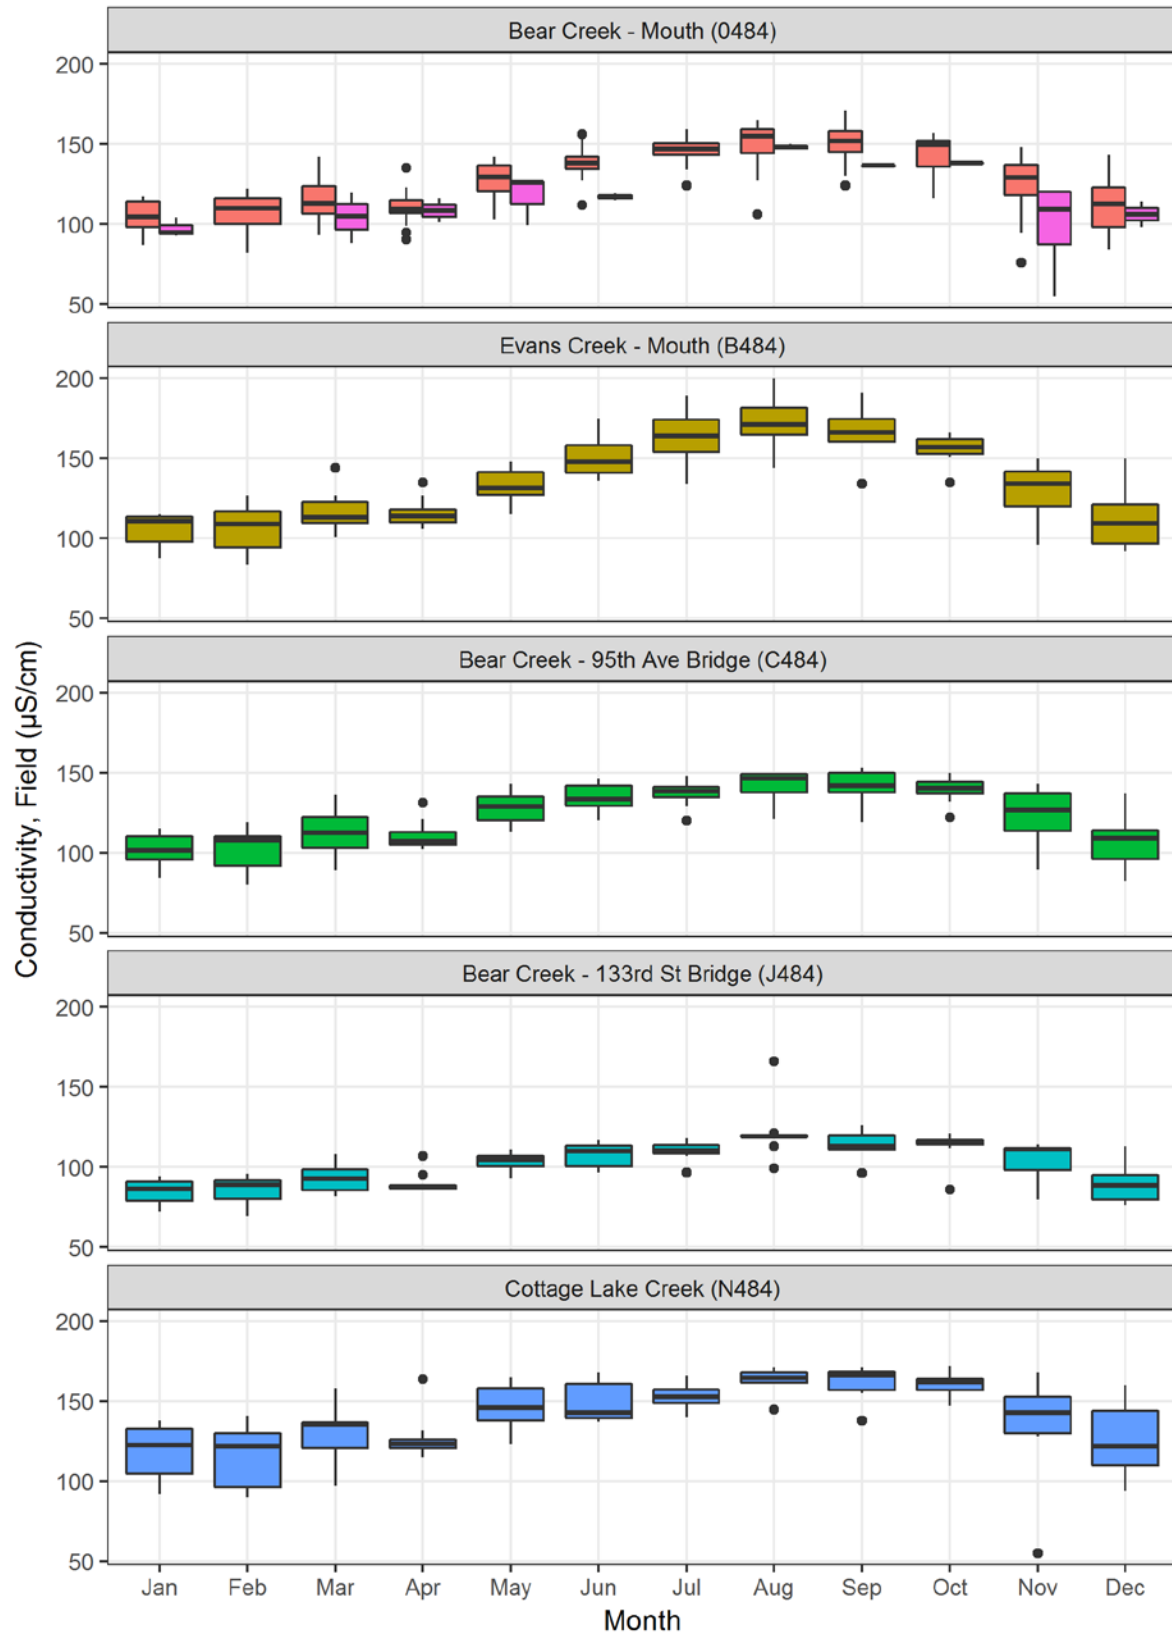 Bear Creek - Mouth (0484)
200
150
100
50
Evans Creek - Mouth (B484)
200
150
100
50
Bear Creek - 95th Ave Bridge (C484)
200
150
100
50
Bear Creek - 133rd St Bridge (J484)
200
150
100
50
Cottage Lake Creek (N484)
200
150
100
50
Conductivity, Field (µS/cm)
Jan Feb Mar Apr May Jun Jul Aug Sep Oct Nov Dec
Month